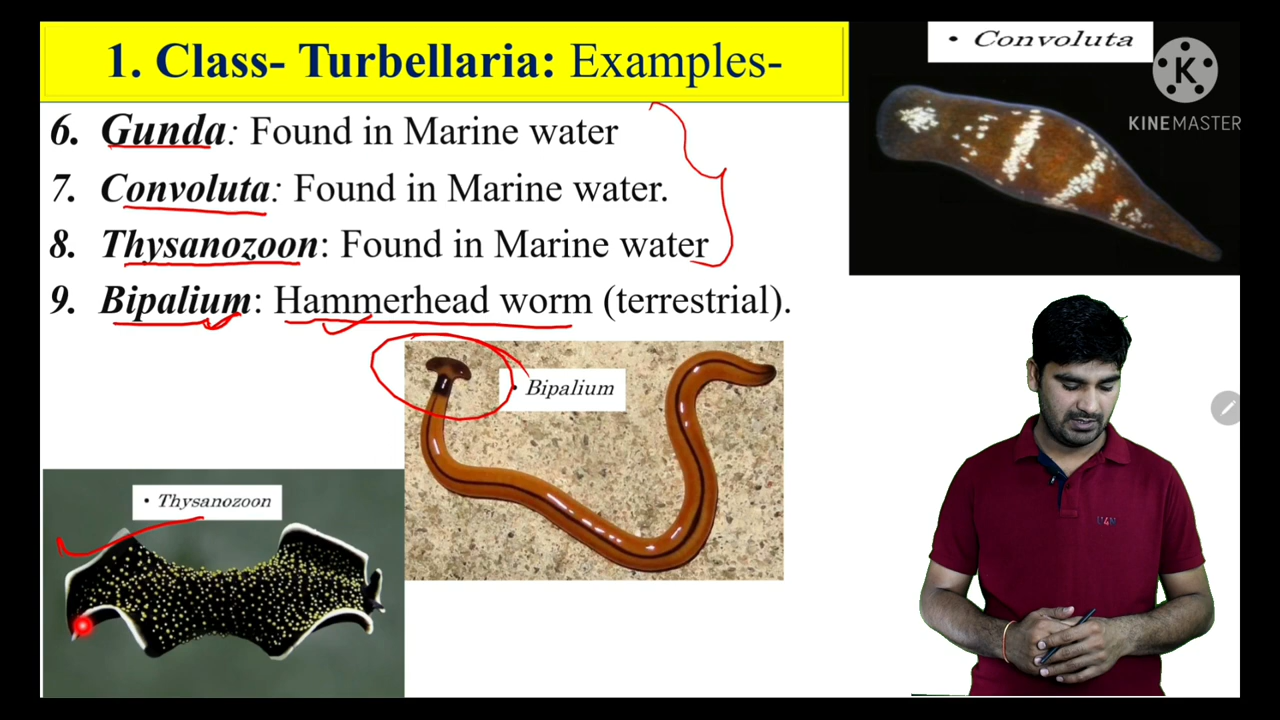 1. Class- Turbellaria: Examples-
6. Gunda: Found in Marine water
7. Convoluta: Found in Marine water.
8. Thysanozoon: Found in Marine water
9. Bipalium: Hammerhead worm (terrestrial).
• Convoluta
K
KINEMASTER
• Bipalium
• Thysanozoon